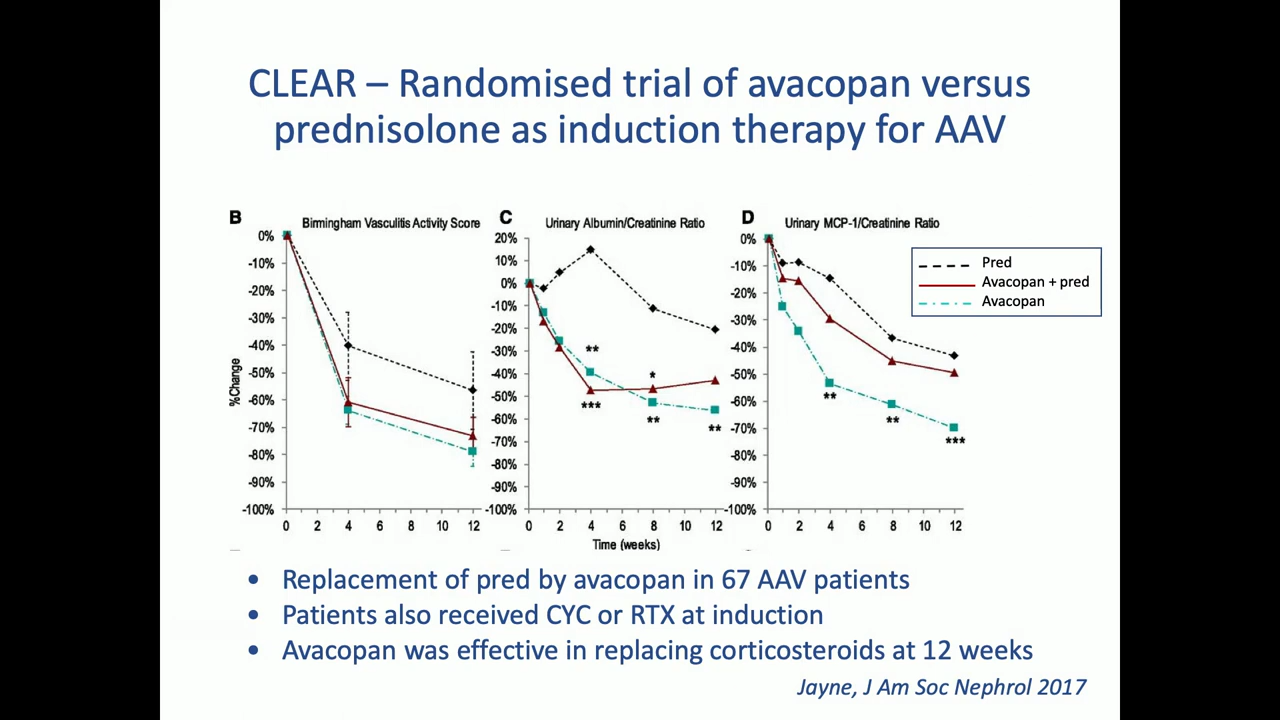 CLEAR – Randomised trial of avacopan versus
prednisolone as induction therapy for AAV
B
Birmingham Vasculitis Activity Score
%Change
0%
-10%
-20%
-30%
-40%
-50%
-60%
-70%
-80%
-90%
-100%
0 2 4 6 8 10 12
C
Urinary Albumin/Creatinine Ratio
20%
10%
0%
-10%
-20%
-30%
-40%
-50%
-60%
-70%
-80%
-90%
-100%
**
***
*
**
**
0 2 4 6 8 10 12
Time (weeks)
D
Urinary MCP-1/Creatinine Ratio
0%
-10%
-20%
-30%
-40%
-50%
-60%
-70%
-80%
-90%
-100%
**
**
***
0 2 4 6 8 10 12
Pred
Avacopan + pred
Avacopan
• Replacement of pred by avacopan in 67 AAV patients
• Patients also received CYC or RTX at induction
• Avacopan was effective in replacing corticosteroids at 12 weeks
Jayne, J Am Soc Nephrol 2017